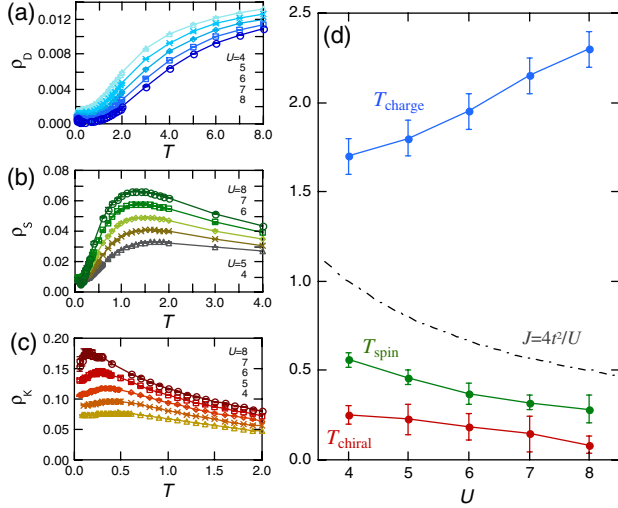 (a)
0.012
0.008
0.004
0.000
ρD
U=4
5
6
7
8
0.0 2.0 4.0 6.0 8.0
T
(b)
0.08
0.06
0.04
0.02
0.00
ρS
U=8
7
6
U=5
4
0.0 1.0 2.0 3.0 4.0
T
(c)
0.20
0.15
0.10
0.05
0.00
ρK
U=8
7
6
5
4
0.0 0.5 1.0 1.5 2.0
T
(d)
2.5
2.0
1.5
1.0
0.5
0.0
Tcharge
J=4t²/U
Tspin
Tchiral
4 5 6 7 8
U